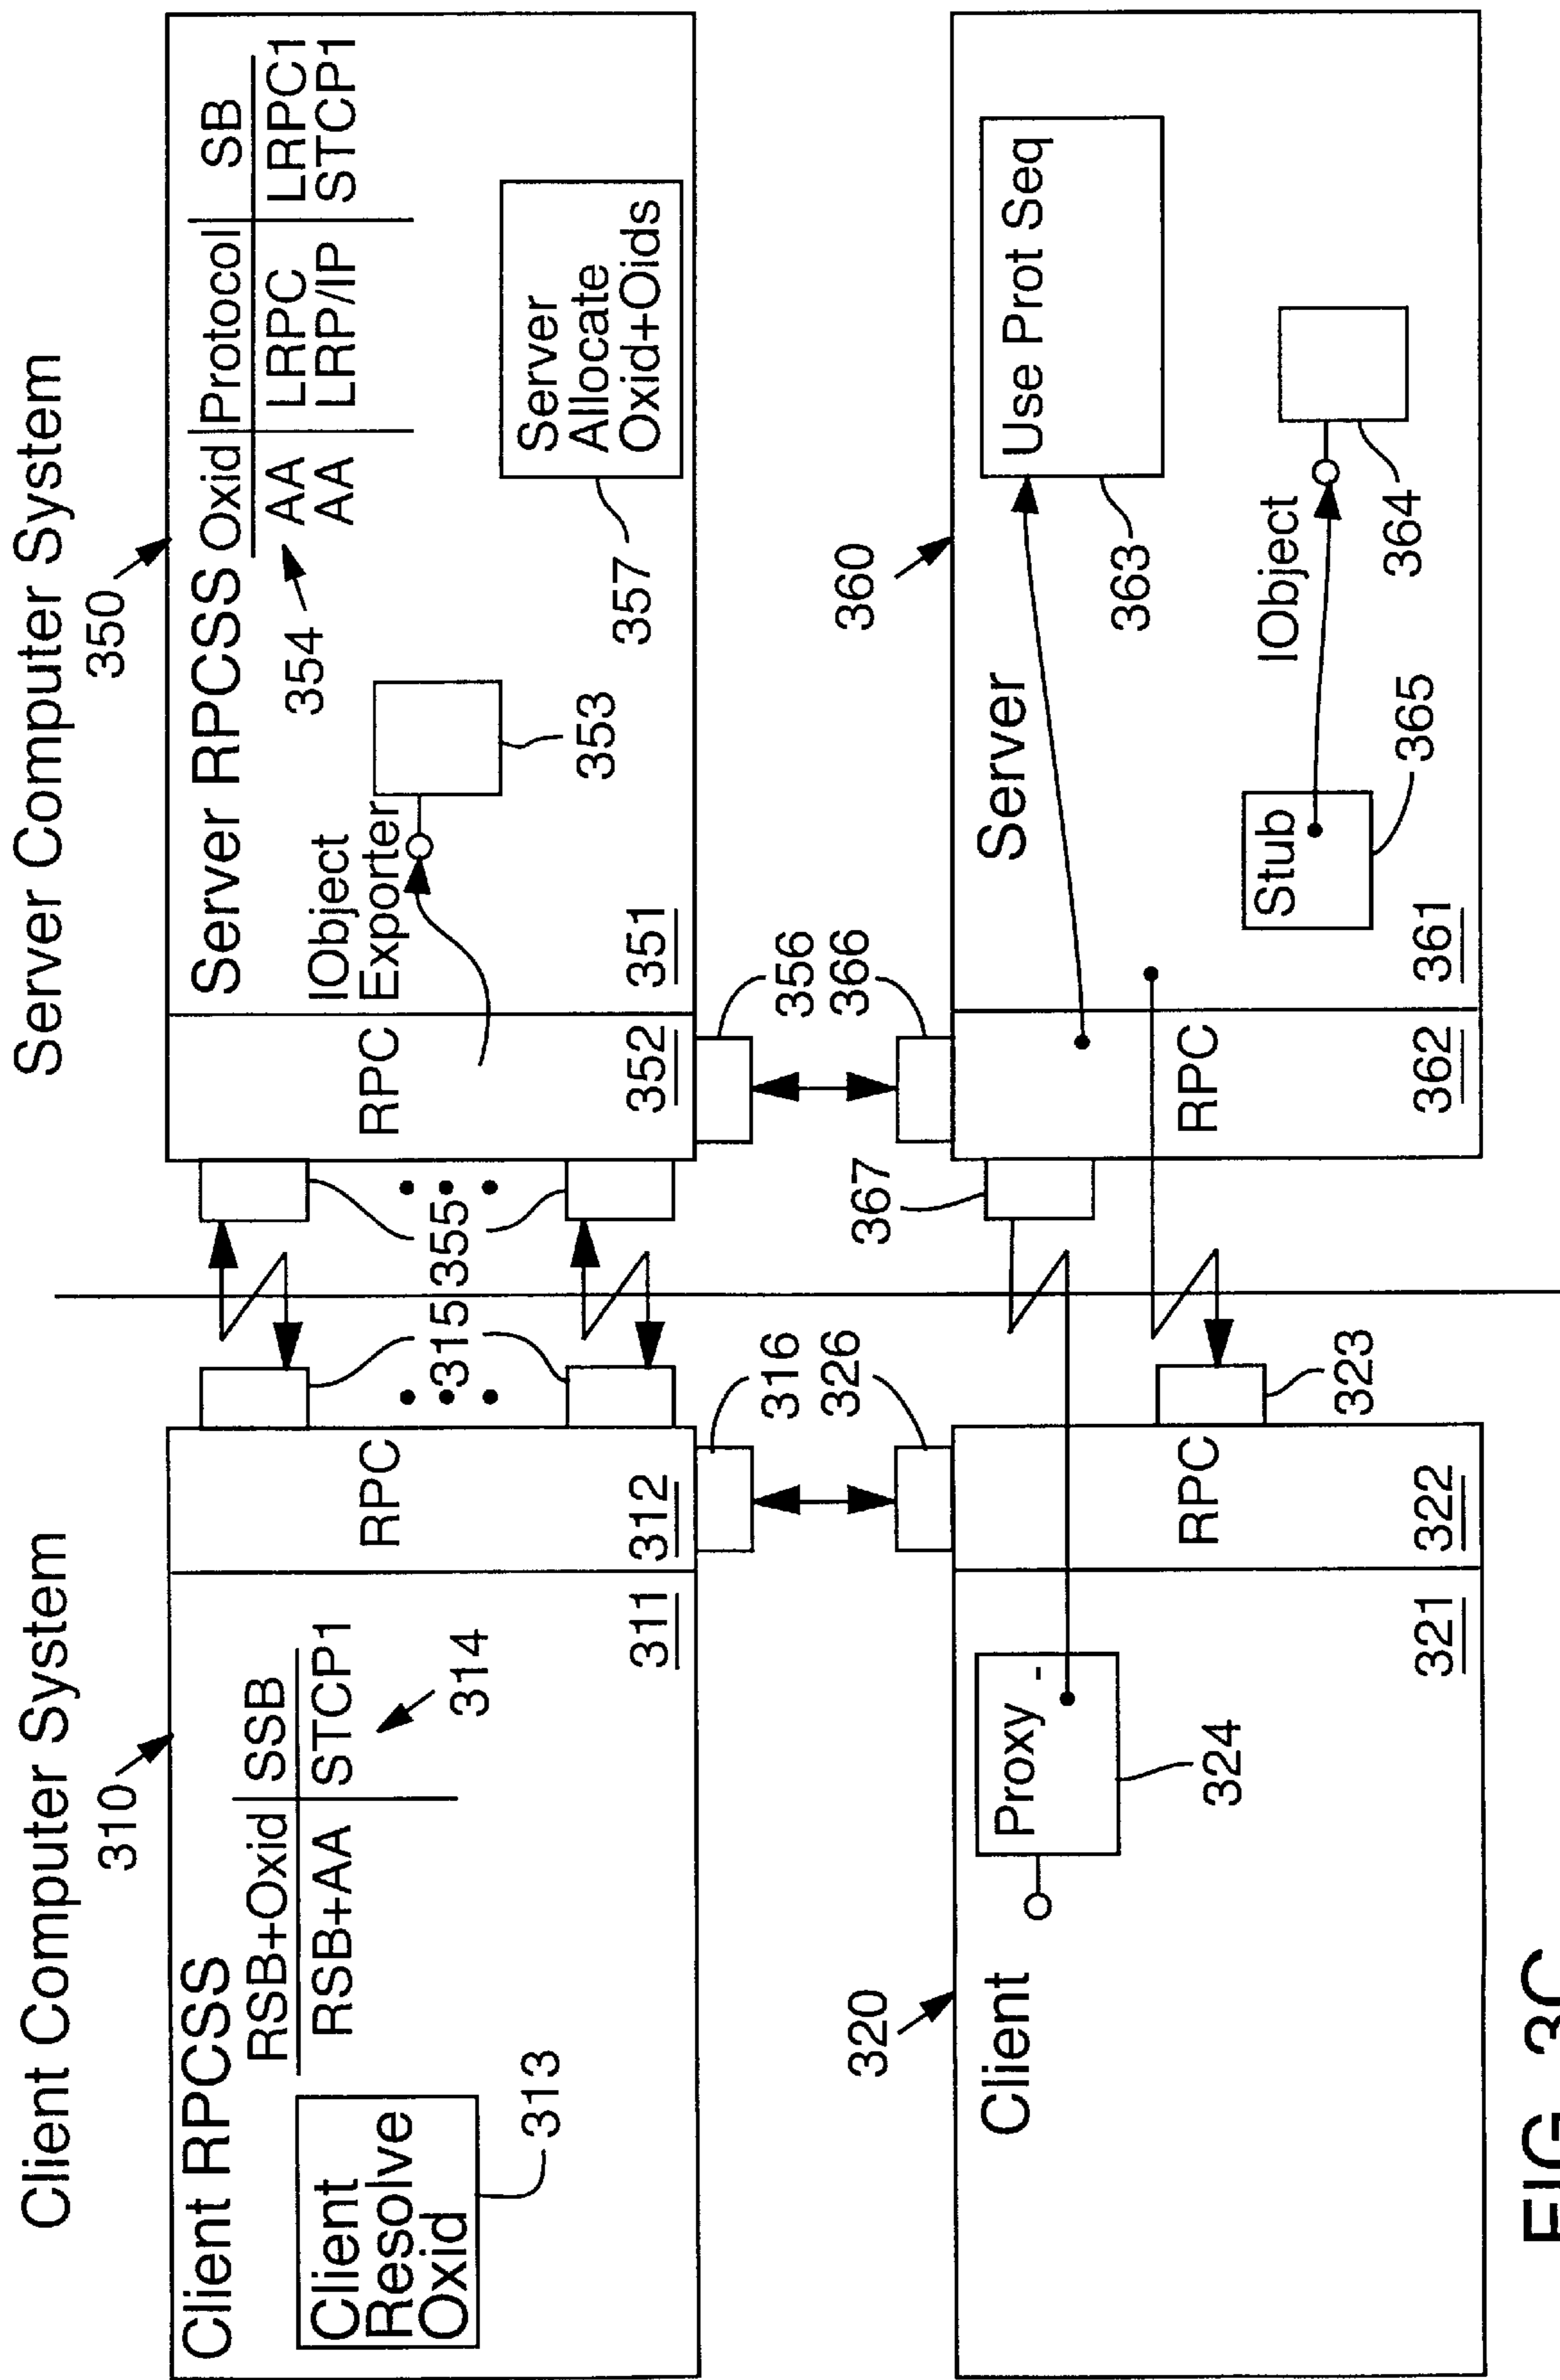 Client Computer System
Server Computer System
310
350
Client RPCSS
RSB+Oxid SSB
RSB+AA STCP1
314
Client
Resolve
Oxid
313
311
RPC
312
315
355
316
326
RPC
352
Server RPCSS
Oxid Protocol SB
AA LRPC LRPC1
AA LRP/IP STCP1
354
IObject
Exporter
353
351
Server
Allocate
Oxid+Oids
357
356
366
320
360
Client
Proxy
324
321
RPC
322
323
367
RPC
362
Server
Use Prot Seq
363
IObject
364
Stub
365
361
FIG. 3C